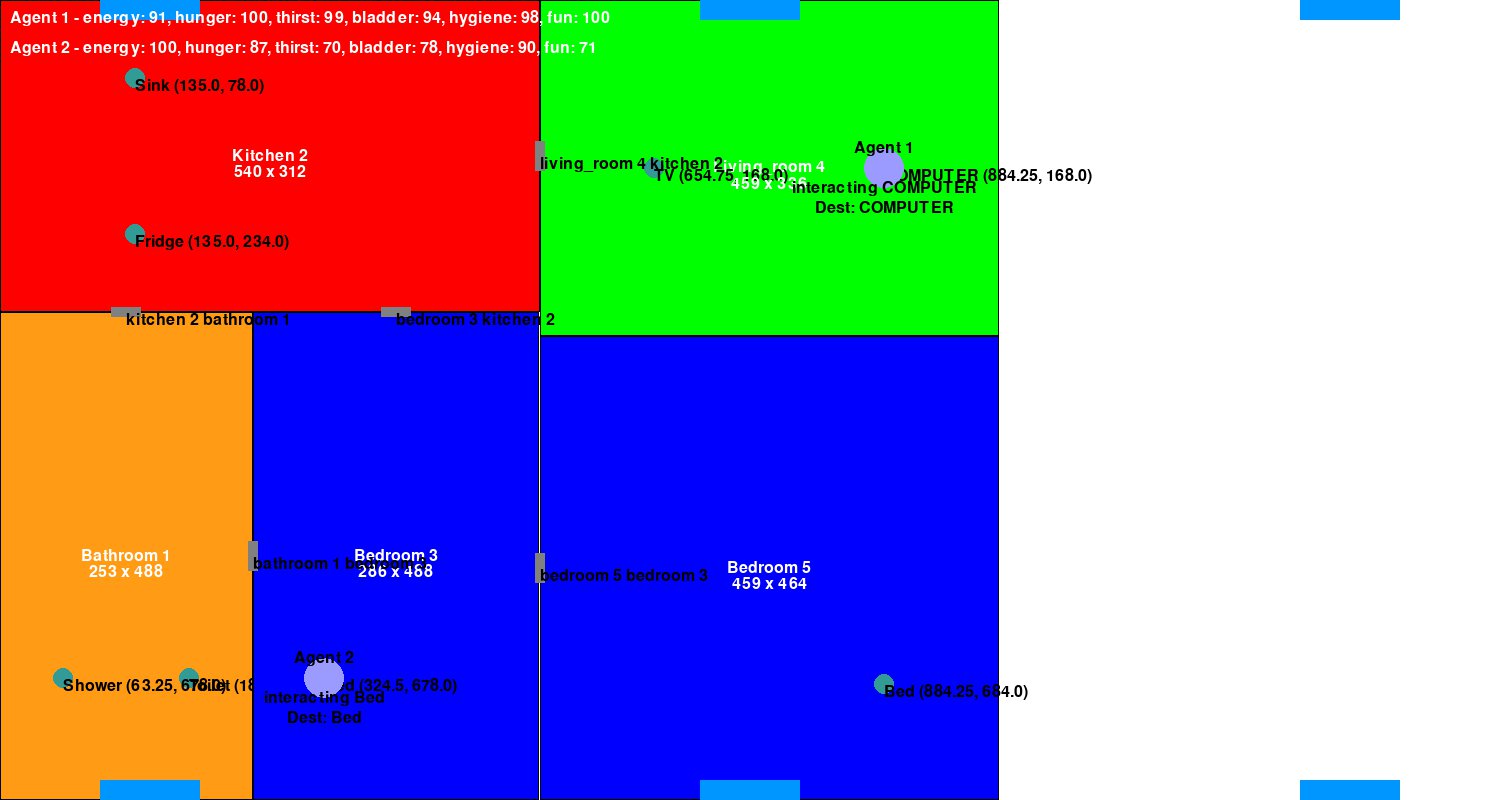 Agent 1 - energy: 91, hunger: 100, thirst: 99, bladder: 94, hygiene: 98, fun: 100
Agent 2 - energy: 100, hunger: 87, thirst: 70, bladder: 78, hygiene: 90, fun: 71
Sink (135.0, 78.0)
Kitchen 2
540 x 312
living_room 4 kitchen 2
living_room 4
459 x 336
TV (654.75, 168.0)
Agent 1
COMPUTER (884.25, 168.0)
interacting COMPUTER
Dest: COMPUTER
Fridge (135.0, 234.0)
kitchen 2 bathroom 1
bedroom 3 kitchen 2
Bathroom 1
253 x 488
bathroom 1 bedroom 3
Bedroom 3
286 x 488
bedroom 5 bedroom 3
Bedroom 5
459 x 464
Shower (63.25, 678.0)
Toilet (18
Agent 2
Bed (324.5, 678.0)
interacting Bed
Dest: Bed
Bed (884.25, 684.0)